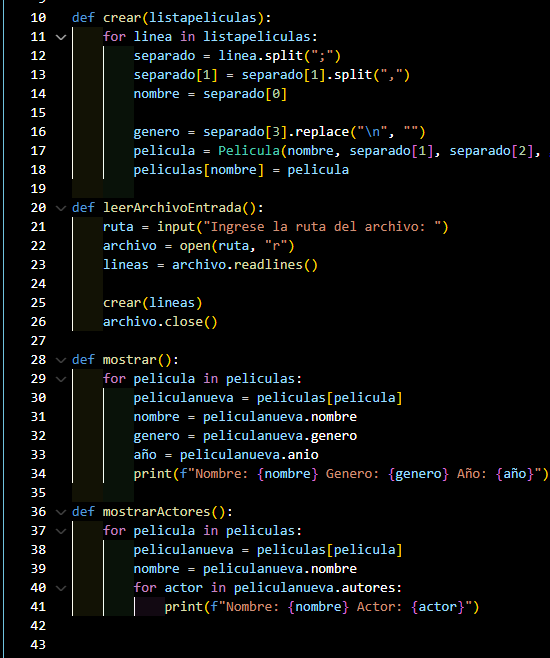 10 def crear(listapeliculas):
11     for linea in listapeliculas:
12         separado = linea.split(";")
13         separado[1] = separado[1].split(",")
14         nombre = separado[0]
15
16         genero = separado[3].replace("\n", "")
17         pelicula = Pelicula(nombre, separado[1], separado[2],
18         peliculas[nombre] = pelicula
19
20 def leerArchivoEntrada():
21     ruta = input("Ingrese la ruta del archivo: ")
22     archivo = open(ruta, "r")
23     lineas = archivo.readlines()
24
25     crear(lineas)
26     archivo.close()
27
28 def mostrar():
29     for pelicula in peliculas:
30         peliculanueva = peliculas[pelicula]
31         nombre = peliculanueva.nombre
32         genero = peliculanueva.genero
33         año = peliculanueva.anio
34         print(f"Nombre: {nombre} Genero: {genero} Año: {año}")
35
36 def mostrarActores():
37     for pelicula in peliculas:
38         peliculanueva = peliculas[pelicula]
39         nombre = peliculanueva.nombre
40         for actor in peliculanueva.autores:
41             print(f"Nombre: {nombre} Actor: {actor}")
42
43